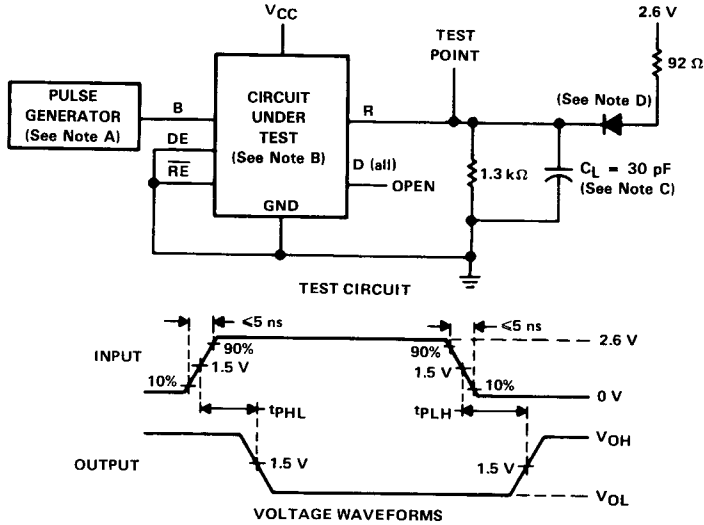 VCC
2.6 V
TEST
POINT
92 Ω
PULSE
GENERATOR
(See Note A)
B
DE
RE
CIRCUIT
UNDER
TEST
(See Note B)
GND
R
D (all)
OPEN
(See Note D)
1.3 kΩ
CL = 30 pF
(See Note C)
TEST CIRCUIT
≤5 ns
≤5 ns
INPUT
90%
1.5 V
10%
90%
1.5 V
10%
2.6 V
0 V
tPHL
tPLH
OUTPUT
1.5 V
1.5 V
VOH
VOL
VOLTAGE WAVEFORMS